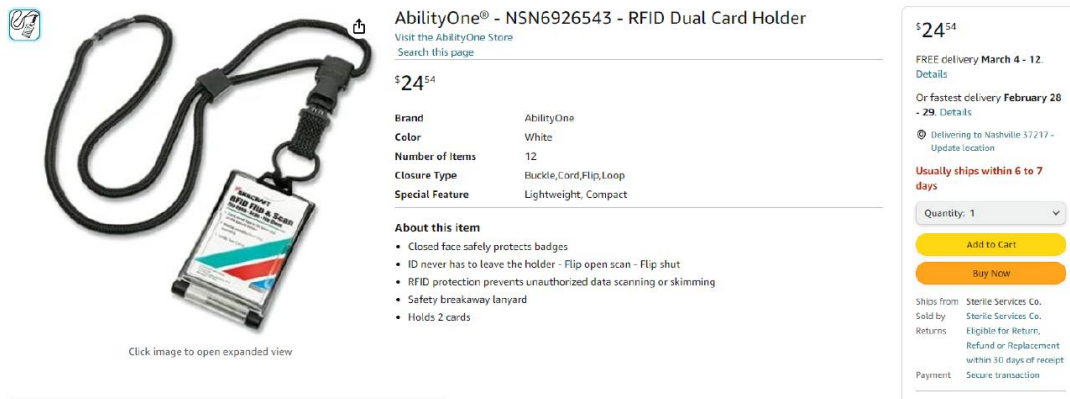 AbilityOne® - NSN6926543 - RFID Dual Card Holder
Visit the AbilityOne Store
Search this page
$24 54
Brand AbilityOne
Color White
Number of Items 12
Closure Type Buckle,Cord,Flip,Loop
Special Feature Lightweight, Compact
About this item
• Closed face safely protects badges
• ID never has to leave the holder - Flip open scan - Flip shut
• RFID protection prevents unauthorized data scanning or skimming
• Safety breakaway lanyard
• Holds 2 cards
SKILCRAFT
RFID Flip & Scan
Click image to open expanded view
$24 54
FREE delivery March 4 - 12.
Details
Or fastest delivery February 28
- 29. Details
Delivering to Nashville 37217 -
Update location
Usually ships within 6 to 7
days
Quantity: 1
Add to Cart
Buy Now
Ships from Sterile Services Co.
Sold by Sterile Services Co.
Returns Eligible for Return,
Refund or Replacement
within 30 days of receipt
Payment Secure transaction